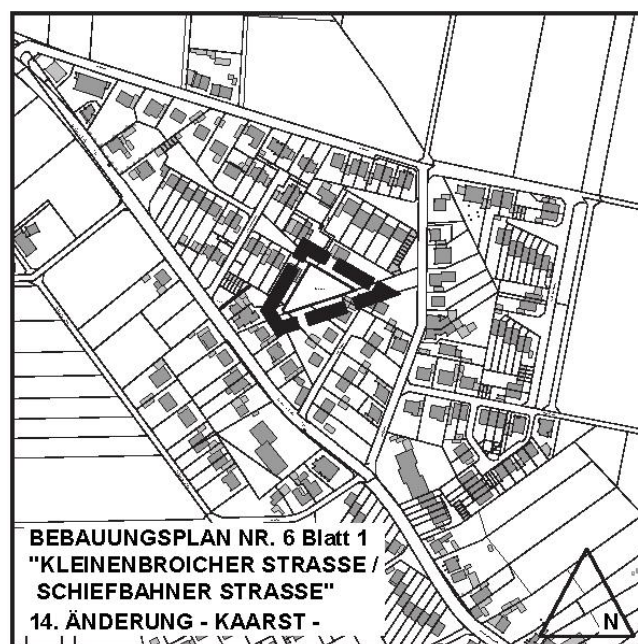 BEBAUUNGSPLAN NR. 6 Blatt 1
"KLEINENBROICHER STRASSE /
SCHIEFBAHNER STRASSE"
14. ÄNDERUNG - KAARST -
N